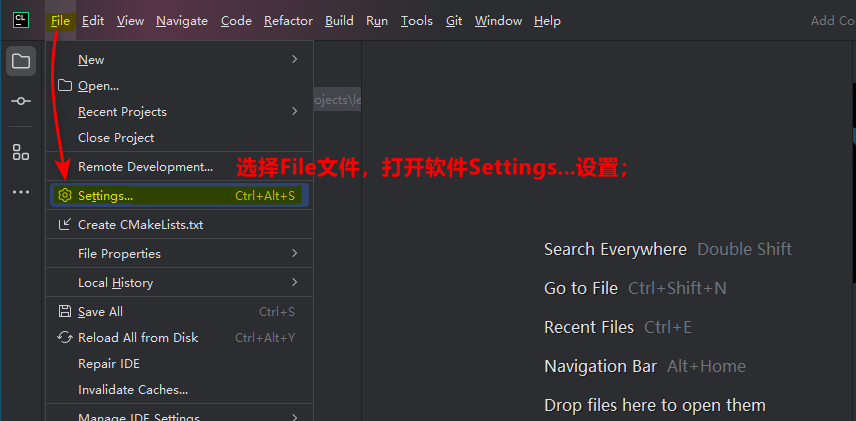 CL
File Edit View Navigate Code Refactor Build Run Tools Git Window Help Add Co
New
Open...
ojects\le
Recent Projects
Close Project
Remote Development...
选择File文件，打开软件Settings...设置；
Settings... Ctrl+Alt+S
Create CMakeLists.txt
File Properties
Search Everywhere Double Shift
Local History
Go to File Ctrl+Shift+N
Save All Ctrl+S
Recent Files Ctrl+E
Reload All from Disk Ctrl+Alt+Y
Repair IDE
Navigation Bar Alt+Home
Invalidate Caches...
Drop files here to open them
Manage IDE Settings